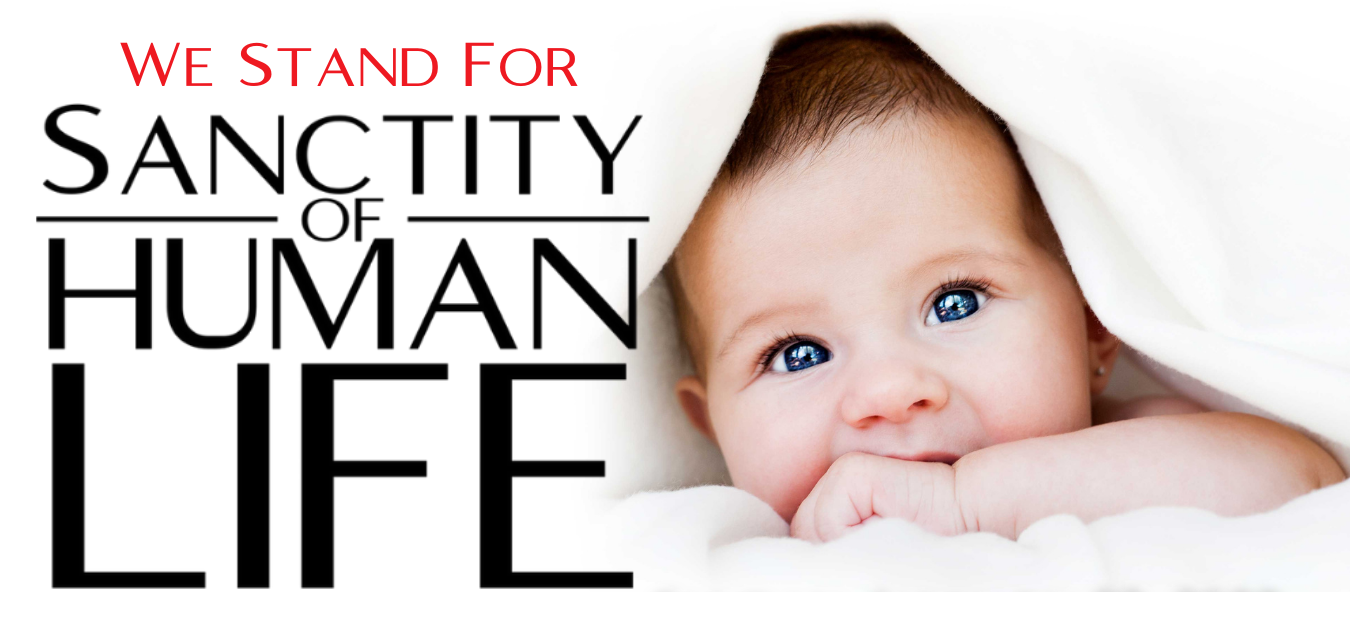 We Stand For
Sanctity
of
Human
Life